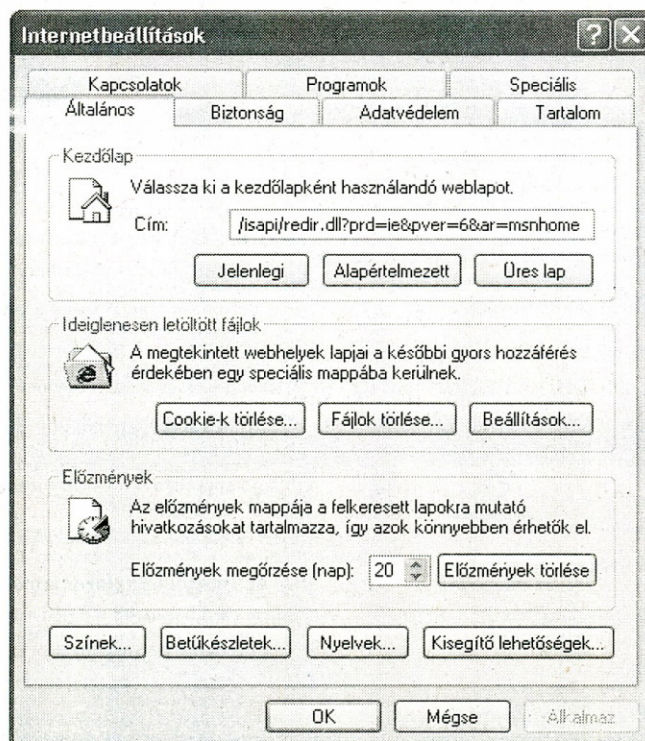 Internetbeállítások
Kapcsolatok Programok Speciális
Általános Biztonság Adatvédelem Tartalom
Kezdőlap
Válassza ki a kezdőlapként használandó weblapot.
Cím: /isapi/redir.dll?prd=ie&pver=6&ar=msnhome
Jelenlegi Alapértelmezett Üres lap
Ideiglenesen letöltött fájlok
A megtekintett webhelyek lapjai a későbbi gyors hozzáférés
érdekében egy speciális mappába kerülnek.
Cookie-k törlése... Fájlok törlése... Beállítások...
Előzmények
Az előzmények mappája a felkeresett lapokra mutató
hivatkozásokat tartalmazza, így azok könnyebben érhetők el.
Előzmények megőrzése (nap): 20 Előzmények törlése
Színek... Betűkészletek... Nyelvek... Kisegítő lehetőségek...
OK Mégse Alkalmaz